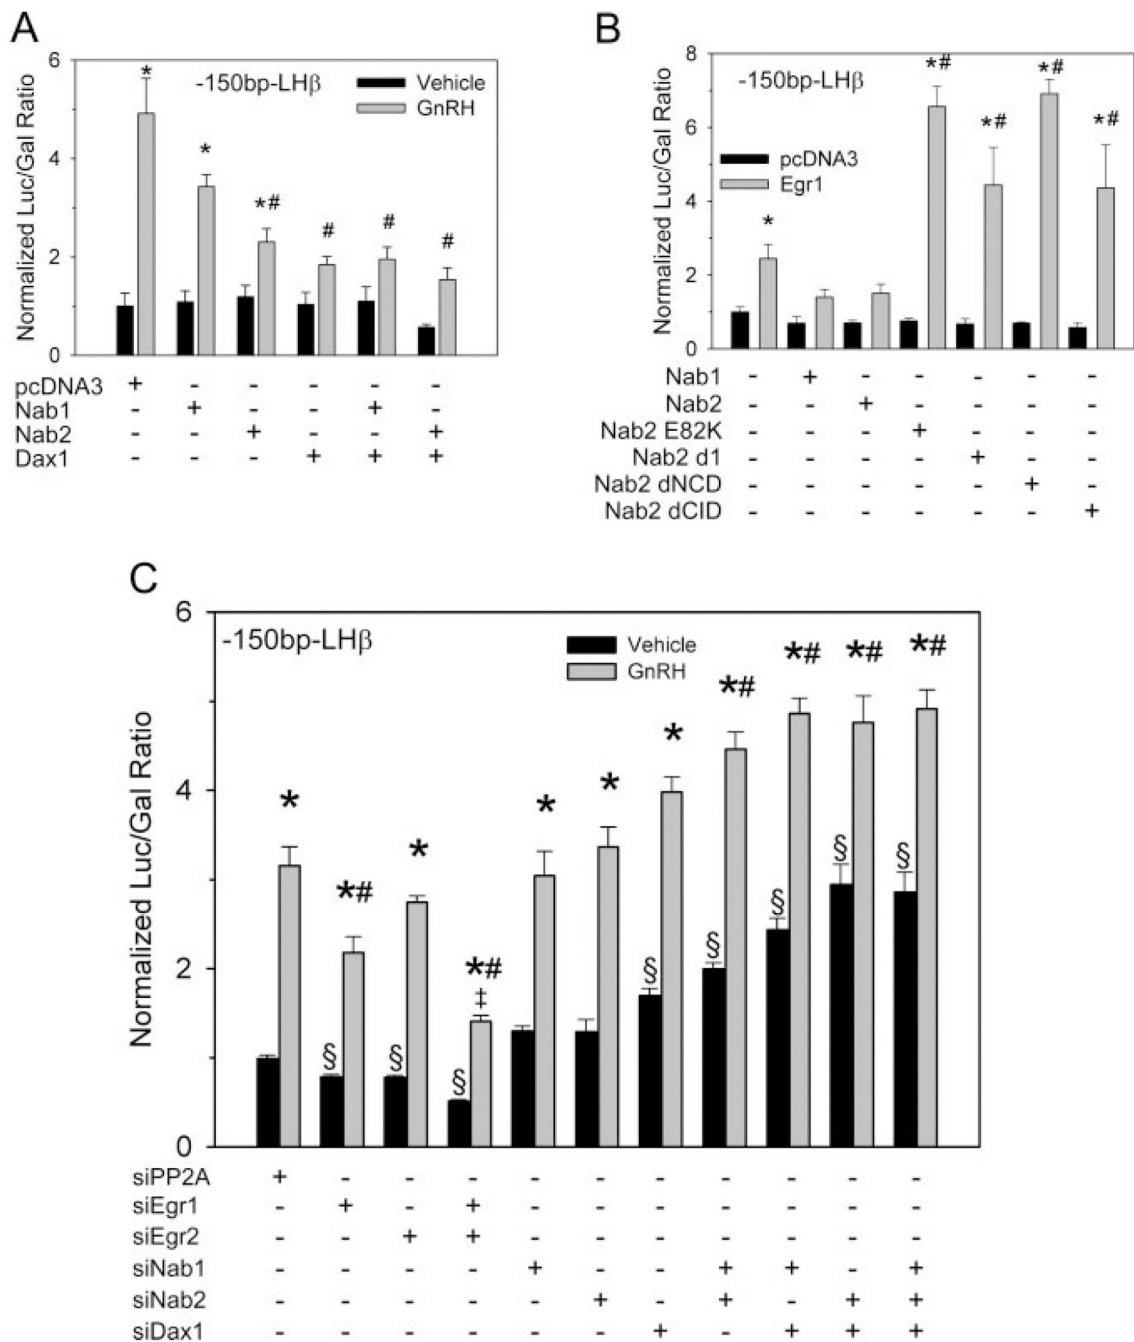 A
-150bp-LHβ
Vehicle
GnRH
Normalized Luc/Gal Ratio
6
4
2
0
* * *# # # #
pcDNA3 + - - - - -
Nab1 - + - - + -
Nab2 - - + - - +
Dax1 - - - + + +
B
-150bp-LHβ
pcDNA3
Egr1
Normalized Luc/Gal Ratio
8
6
4
2
0
* *# *# *# *#
Nab1 - + - - - - -
Nab2 - - + - - - -
Nab2 E82K - - - + - - -
Nab2 d1 - - - - + - -
Nab2 dNCD - - - - - + -
Nab2 dCID - - - - - - +
C
-150bp-LHβ
Vehicle
GnRH
Normalized Luc/Gal Ratio
6
4
2
0
* *# * *# * * * *# *# *# *#
‡
§ § § § § § § §
siPP2A + - - - - - - - - - -
siEgr1 - + - + - - - - - - -
siEgr2 - - + + - - - - - - -
siNab1 - - - - + - - + + - +
siNab2 - - - - - + - + - + +
siDax1 - - - - - - + - + + +